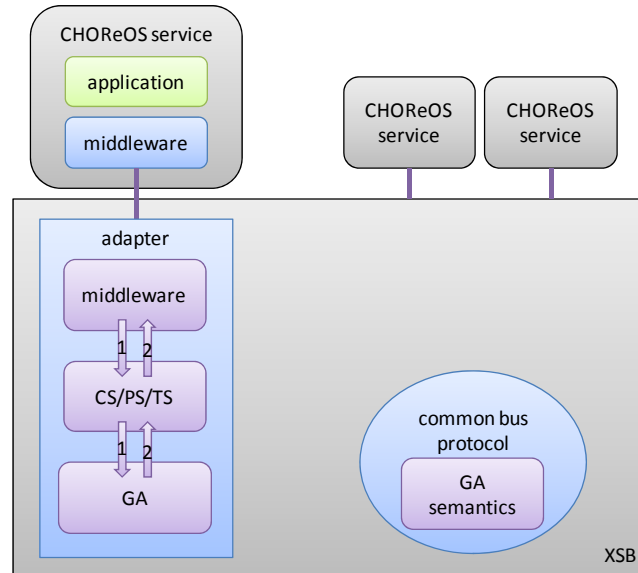 CHOReOS service
application
middleware
CHOReOS
service
CHOReOS
service
adapter
middleware
1
2
CS/PS/TS
1
2
GA
common bus
protocol
GA
semantics
XSB